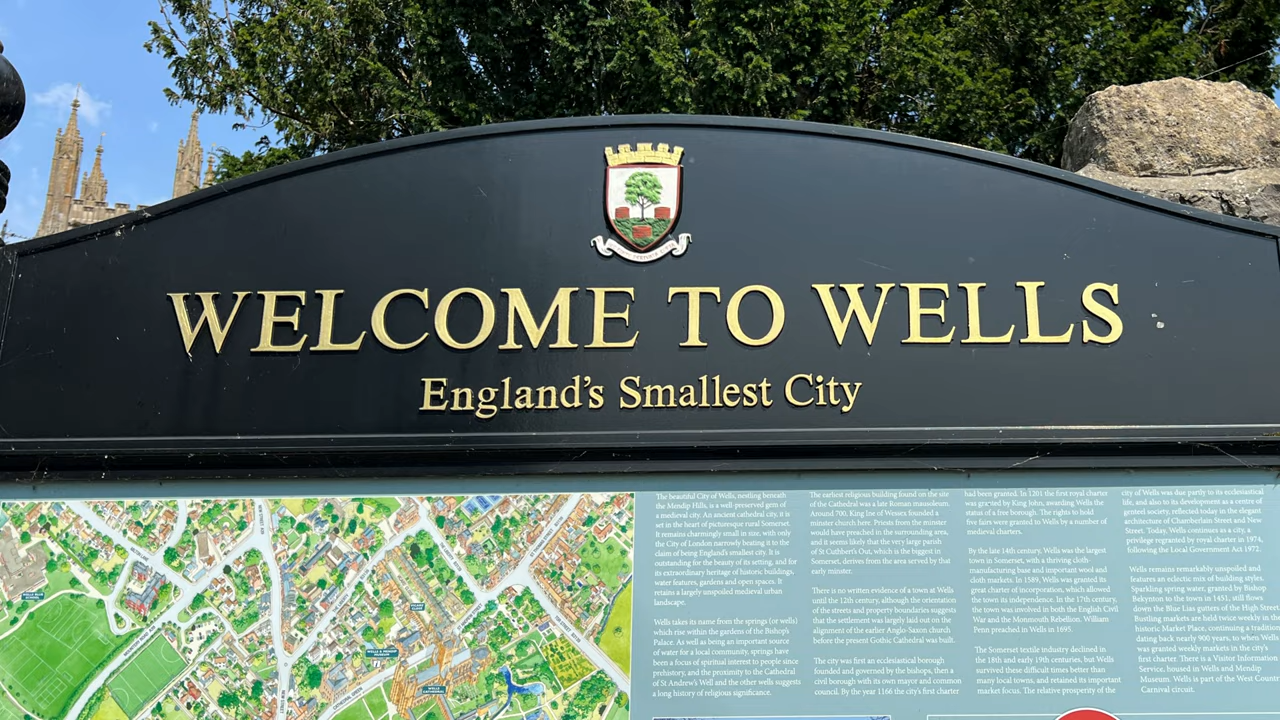 WELCOME TO WELLS
England's Smallest City
The beautiful City of Wells, nestling beneath
the Mendip Hills, is a well preserved gem of
a medieval city. An ancient cathedral city, it is
set in the heart of picturesque rural Somerset.
It remains charmingly small in size, with only
the City of London narrowly beating it to the
claim of being England's smallest city. It is
outstanding for the beauty of its setting, and for
its extraordinary heritage of historic buildings,
water features, gardens and open spaces. It
retains a largely unspoiled medieval urban
landscape.
Wells takes its name from the springs (or wells)
which rise within the gardens of the Bishop's
Palace. As well as being an important source
of water for a local community, springs have
been a focus of spiritual interest to people since
prehistory, and the proximity to the Cathedral
of St Andrew's Well and the other wells suggests
a long history of religious significance.
The earliest religious building found on the site
of the Cathedral was a late Roman mausoleum.
Around 700, King Ine of Wessex founded a
minster church here. Priests from the minster
would have preached in the surrounding area,
and it seems likely that the very large parish
of St Cuthbert's Out, which is the biggest in
Somerset, derives from the area served by that
early minster.
There is no written evidence of a town at Wells
until the 12th century, although the orientation
of the streets and property boundaries suggests
that the settlement was largely laid out on the
alignment of the earlier Anglo-Saxon church
before the present Gothic Cathedral was built.
The city was first an ecclesiastical borough
founded and governed by the bishops, then a
civil borough with its own mayor and common
council. By the year 1166 the city's first charter
had been granted. In 1201 the first royal charter
was granted by King John, awarding Wells the
status of a free borough. The rights to hold
five fairs were granted to Wells by a number of
medieval charters.
By the late 14th century, Wells was the largest
town in Somerset, with a thriving cloth-
manufacturing base and important wool and
cloth markets. In 1589, Wells was granted its
great charter of incorporation, which allowed
the town its independence. In the 17th century,
the town was involved in both the English Civil
War and the Monmouth Rebellion. William
Penn preached in Wells in 1695.
The Somerset textile industry declined in
the 18th and early 19th centuries, but Wells
survived these difficult times better than
many local towns, and retained its important
market focus. The relative prosperity of the
city of Wells was due partly to its ecclesiastical
life, and also to its development as a centre of
genteel society, reflected today in the elegant
architecture of Chamberlain Street and New
Street. Today, Wells continues as a city, a
privilege regranted by royal charter in 1974,
following the Local Government Act 1972.
Wells remains remarkably unspoiled and
features an eclectic mix of building styles.
Sparkling spring water, granted by Bishop
Bekynton to the town in 1451, still flows
down the Blue Lias gutters of the High Street.
Bustling markets are held twice weekly in the
historic Market Place, continuing a tradition
dating back nearly 900 years, to when Wells
was granted weekly markets in the city's
first charter. There is a Visitor Information
Service, housed in Wells and Mendip
Museum. Wells is part of the West Country
Carnival circuit.
WELLS & MENDIP
MUSEUM
WELLS
CATHEDRAL